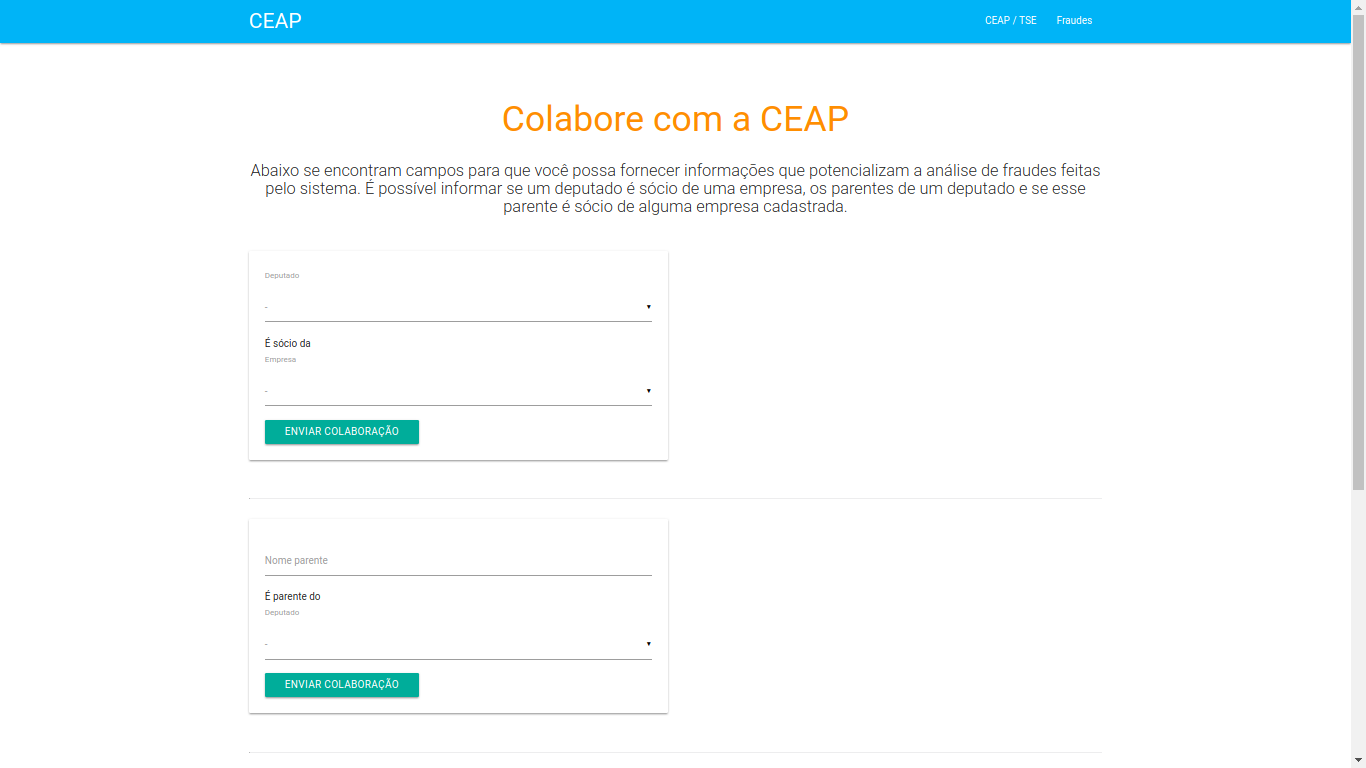 CEAP
CEAP / TSE
Fraudes
Colabore com a CEAP
Abaixo se encontram campos para que você possa fornecer informações que potencializam a análise de fraudes feitas
pelo sistema. É possível informar se um deputado é sócio de uma empresa, os parentes de um deputado e se esse
parente é sócio de alguma empresa cadastrada.
Deputado
-
É sócio da
Empresa
-
ENVIAR COLABORAÇÃO
Nome parente
É parente do
Deputado
-
ENVIAR COLABORAÇÃO